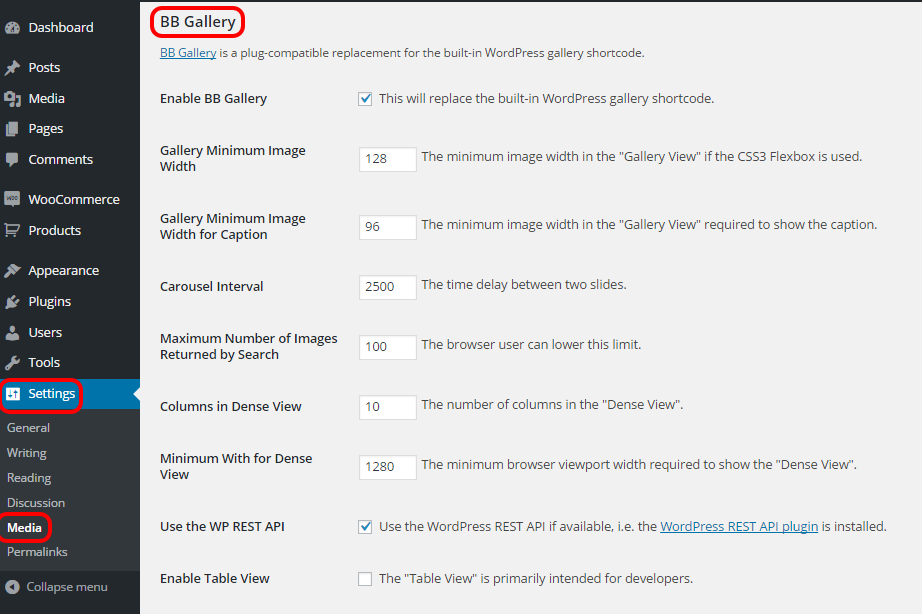 Dashboard
Posts
Media
Pages
Comments
WooCommerce
Products
Appearance
Plugins
Users
Tools
Settings
General
Writing
Reading
Discussion
Media
Permalinks
Collapse menu
BB Gallery
BB Gallery is a plug-compatible replacement for the built-in WordPress gallery shortcode.
Enable BB Gallery
This will replace the built-in WordPress gallery shortcode.
Gallery Minimum Image
Width
128
The minimum image width in the "Gallery View" if the CSS3 Flexbox is used.
Gallery Minimum Image
Width for Caption
96
The minimum image width in the "Gallery View" required to show the caption.
Carousel Interval
2500
The time delay between two slides.
Maximum Number of Images
Returned by Search
100
The browser user can lower this limit.
Columns in Dense View
10
The number of columns in the "Dense View".
Minimum With for Dense
View
1280
The minimum browser viewport width required to show the "Dense View".
Use the WP REST API
Use the WordPress REST API if available, i.e. the WordPress REST API plugin is installed.
Enable Table View
The "Table View" is primarily intended for developers.